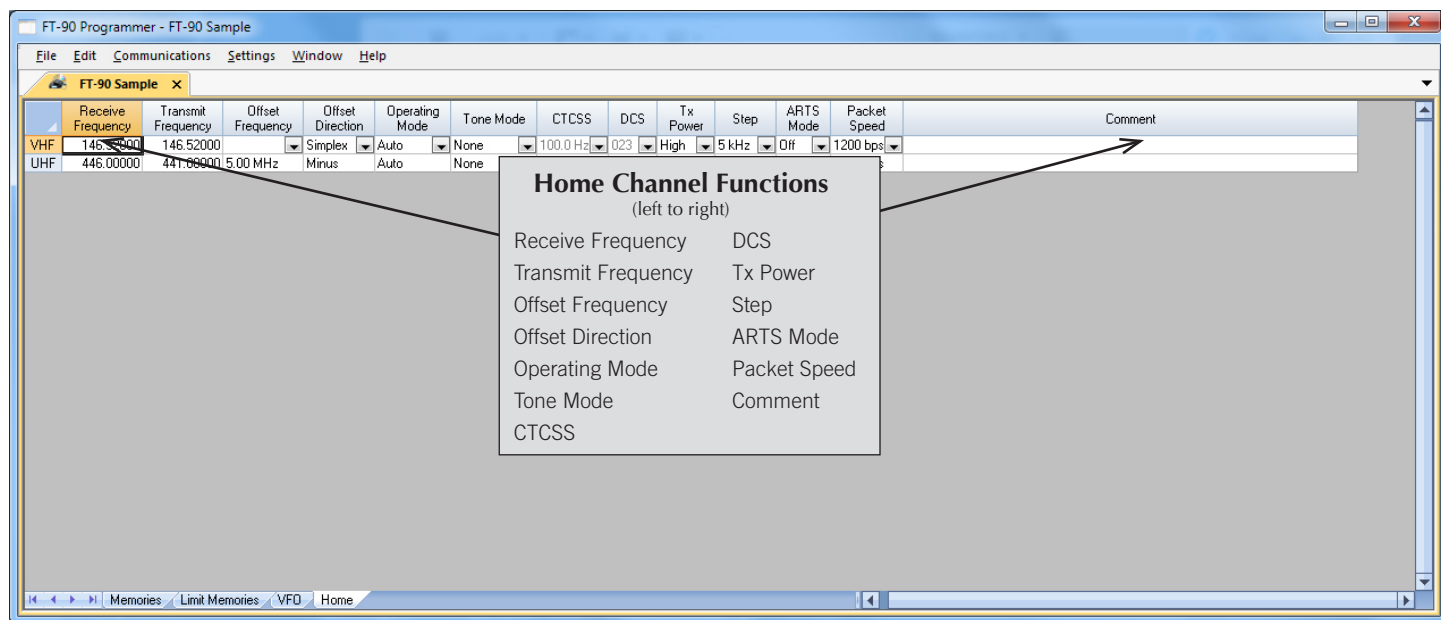 FT-90 Programmer - FT-90 Sample
File Edit Communications Settings Window Help
FT-90 Sample X
Receive Frequency Transmit Frequency Offset Frequency Offset Direction Operating Mode Tone Mode CTCSS DCS Tx Power Step ARTS Mode Packet Speed Comment
VHF 146.52000 146.52000 Simplex Auto None 100.0 Hz 023 High 5 kHz Off 1200 bps
UHF 446.00000 441.00000 5.00 MHz Minus Auto None
Home Channel Functions
(left to right)
Receive Frequency DCS
Transmit Frequency Tx Power
Offset Frequency Step
Offset Direction ARTS Mode
Operating Mode Packet Speed
Tone Mode Comment
CTCSS
Memories Limit Memories VFO Home